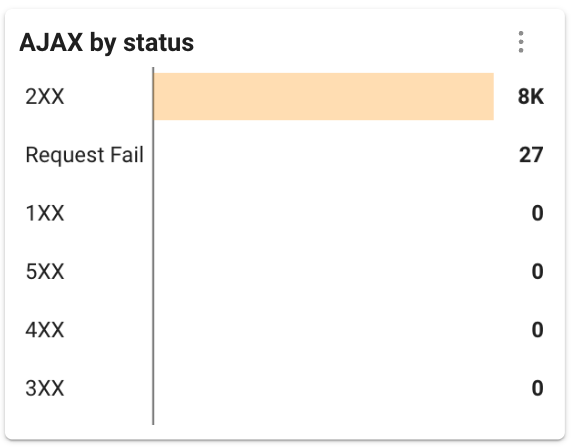 AJAX by status
2XX 8K
Request Fail 27
1XX 0
5XX 0
4XX 0
3XX 0